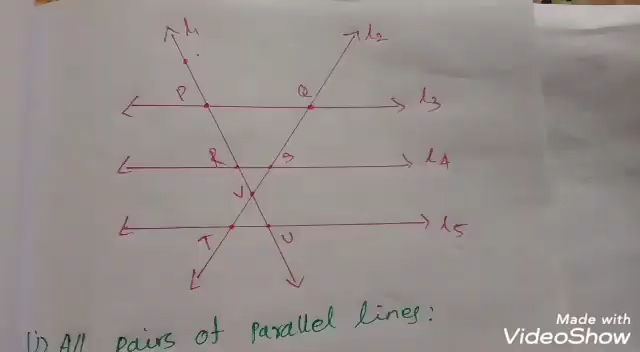 l₁ l₂
P Q l₃
R S l₄
V
T U l₅
(i) All pairs of parallel lines:
Made with
VideoShow